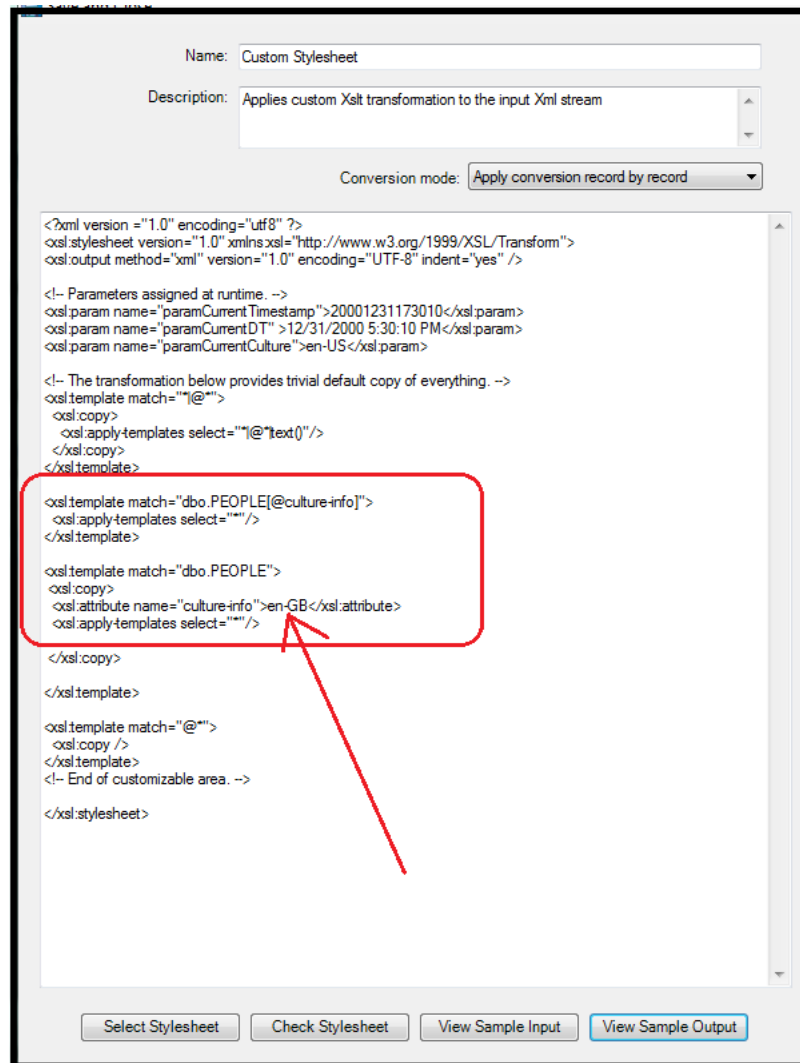 Name: Custom Stylesheet
Description: Applies custom Xslt transformation to the input Xml stream
Conversion mode: Apply conversion record by record
<?xml version ="1.0" encoding="utf8" ?>
<xsl:stylesheet version="1.0" xmlns:xsl="http://www.w3.org/1999/XSL/Transform">
<xsl:output method="xml" version="1.0" encoding="UTF-8" indent="yes" />
<!-- Parameters assigned at runtime. -->
<xsl:param name="paramCurrentTimestamp">20001231173010</xsl:param>
<xsl:param name="paramCurrentDT" >12/31/2000 5:30:10 PM</xsl:param>
<xsl:param name="paramCurrentCulture">en-US</xsl:param>
<!-- The transformation below provides trivial default copy of everything. -->
<xsl:template match="*|@*">
<xsl:copy>
<xsl:apply-templates select="*|@*|text()"/>
</xsl:copy>
</xsl:template>
<xsl:template match="dbo.PEOPLE[@culture-info]">
<xsl:apply-templates select="*"/>
</xsl:template>
<xsl:template match="dbo.PEOPLE">
<xsl:copy>
<xsl:attribute name="culture-info">en-GB</xsl:attribute>
<xsl:apply-templates select="*"/>
</xsl:copy>
</xsl:template>
<xsl:template match="@*">
<xsl:copy />
</xsl:template>
<!-- End of customizable area. -->
</xsl:stylesheet>
Select Stylesheet Check Stylesheet View Sample Input View Sample Output